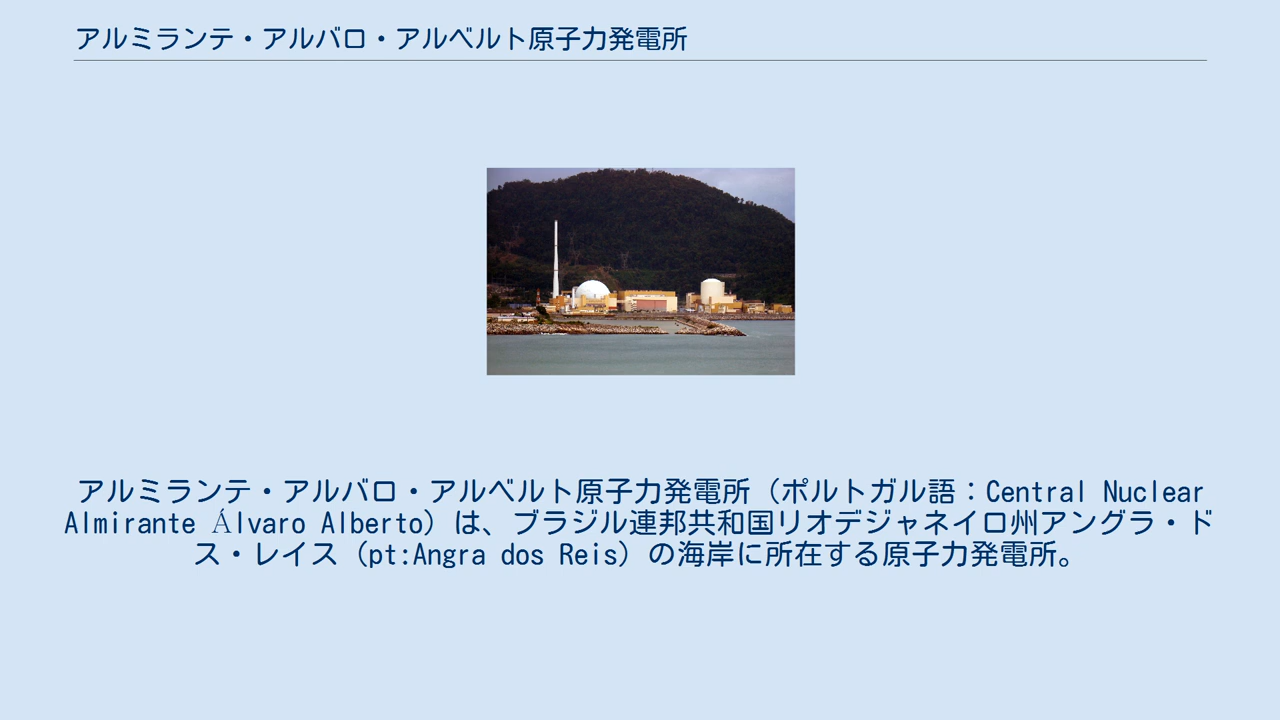 アルミランテ・アルバロ・アルベルト原子力発電所
アルミランテ・アルバロ・アルベルト原子力発電所（ポルトガル語：Central Nuclear
Almirante Álvaro Alberto）は、ブラジル連邦共和国リオデジャネイロ州アングラ・ド
ス・レイス（pt:Angra dos Reis）の海岸に所在する原子力発電所。